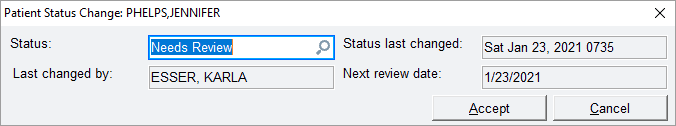 Patient Status Change: PHELPS,JENNIFER
Status: Needs Review Status last changed: Sat Jan 23, 2021 0735
Last changed by: ESSER, KARLA Next review date: 1/23/2021
Accept Cancel